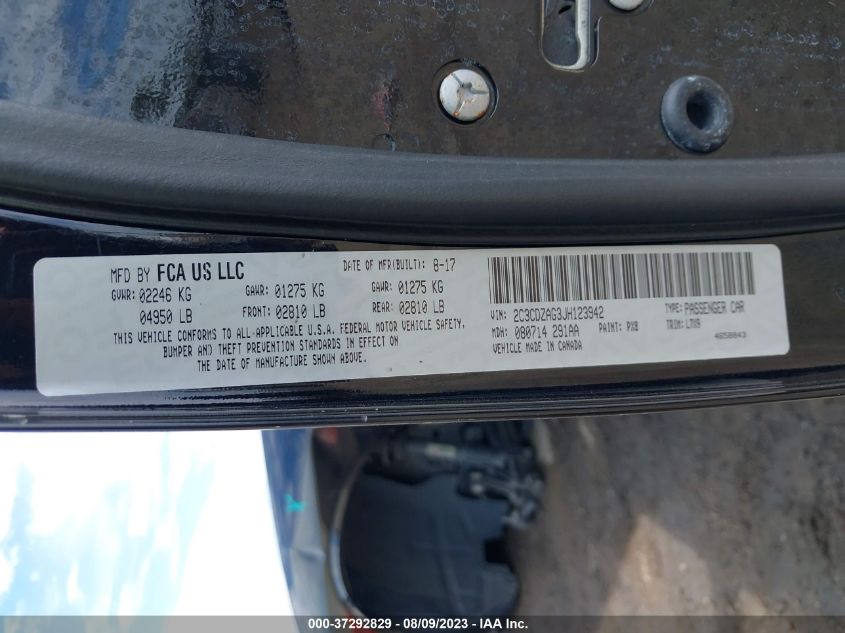 MFD BY FCA US LLC
DATE OF MFR(BUILT): 8-17
GVWR: 02246 KG GAWR: 01275 KG GAWR: 01275 KG
04950 LB FRONT: 02810 LB REAR: 02810 LB
THIS VEHICLE CONFORMS TO ALL-APPLICABLE U.S.A. FEDERAL MOTOR VEHICLE SAFETY,
BUMPER AND THEFT PREVENTION STANDARDS IN EFFECT ON
THE DATE OF MANUFACTURE SHOWN ABOVE.
VIN: 2C3CDZAG3JH123942 TYPE: PASSENGER CAR
MDH: 080714 291AA PAINT: PX8 TRIM: L7X9
VEHICLE MADE IN CANADA 4658843
000-37292829 - 08/09/2023 - IAA Inc.